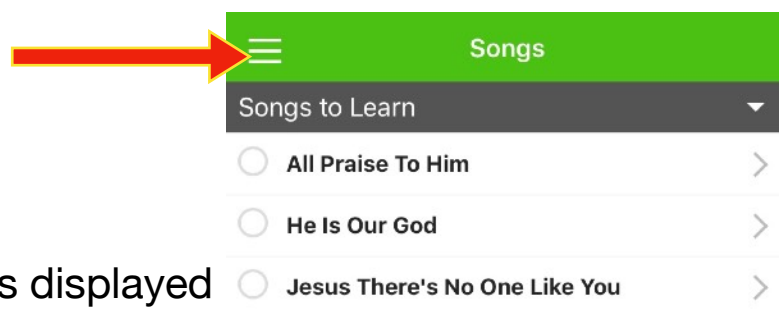 Songs
Songs to Learn
All Praise To Him
He Is Our God
s displayed
Jesus There's No One Like You